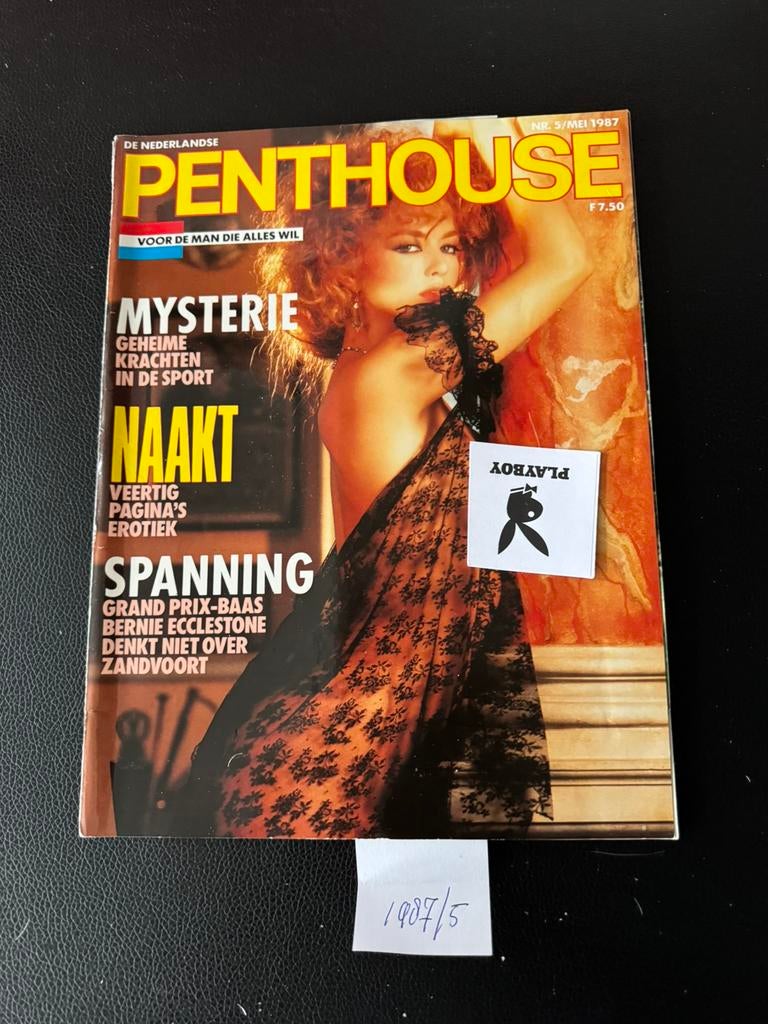 DE NEDERLANDSE
NR. 5/MEI 1987
PENTHOUSE
F 7.50
VOOR DE MAN DIE ALLES WIL
MYSTERIE
GEHEIME
KRACHTEN
IN DE SPORT
NAAKT
VEERTIG
PAGINA'S
EROTIEK
PLAYBOY
SPANNING
GRAND PRIX-BAAS
BERNIE ECCLESTONE
DENKT NIET OVER
ZANDVOORT
1987/5